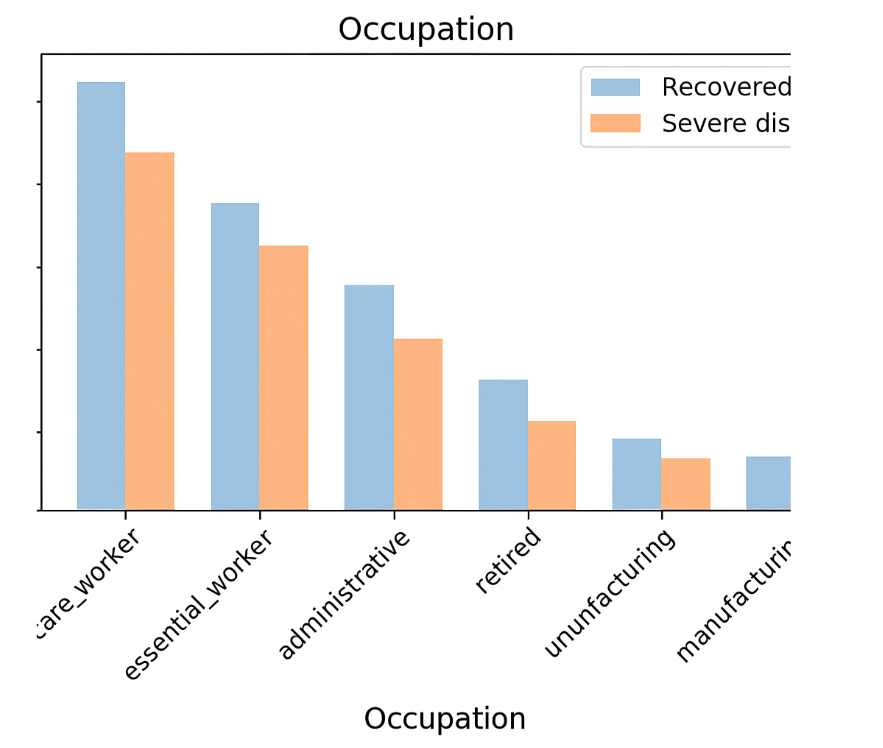 Occupation
Recovered
Severe dis
care_worker
essential_worker
administrative
retired
ununfacturing
manufacturin
Occupation